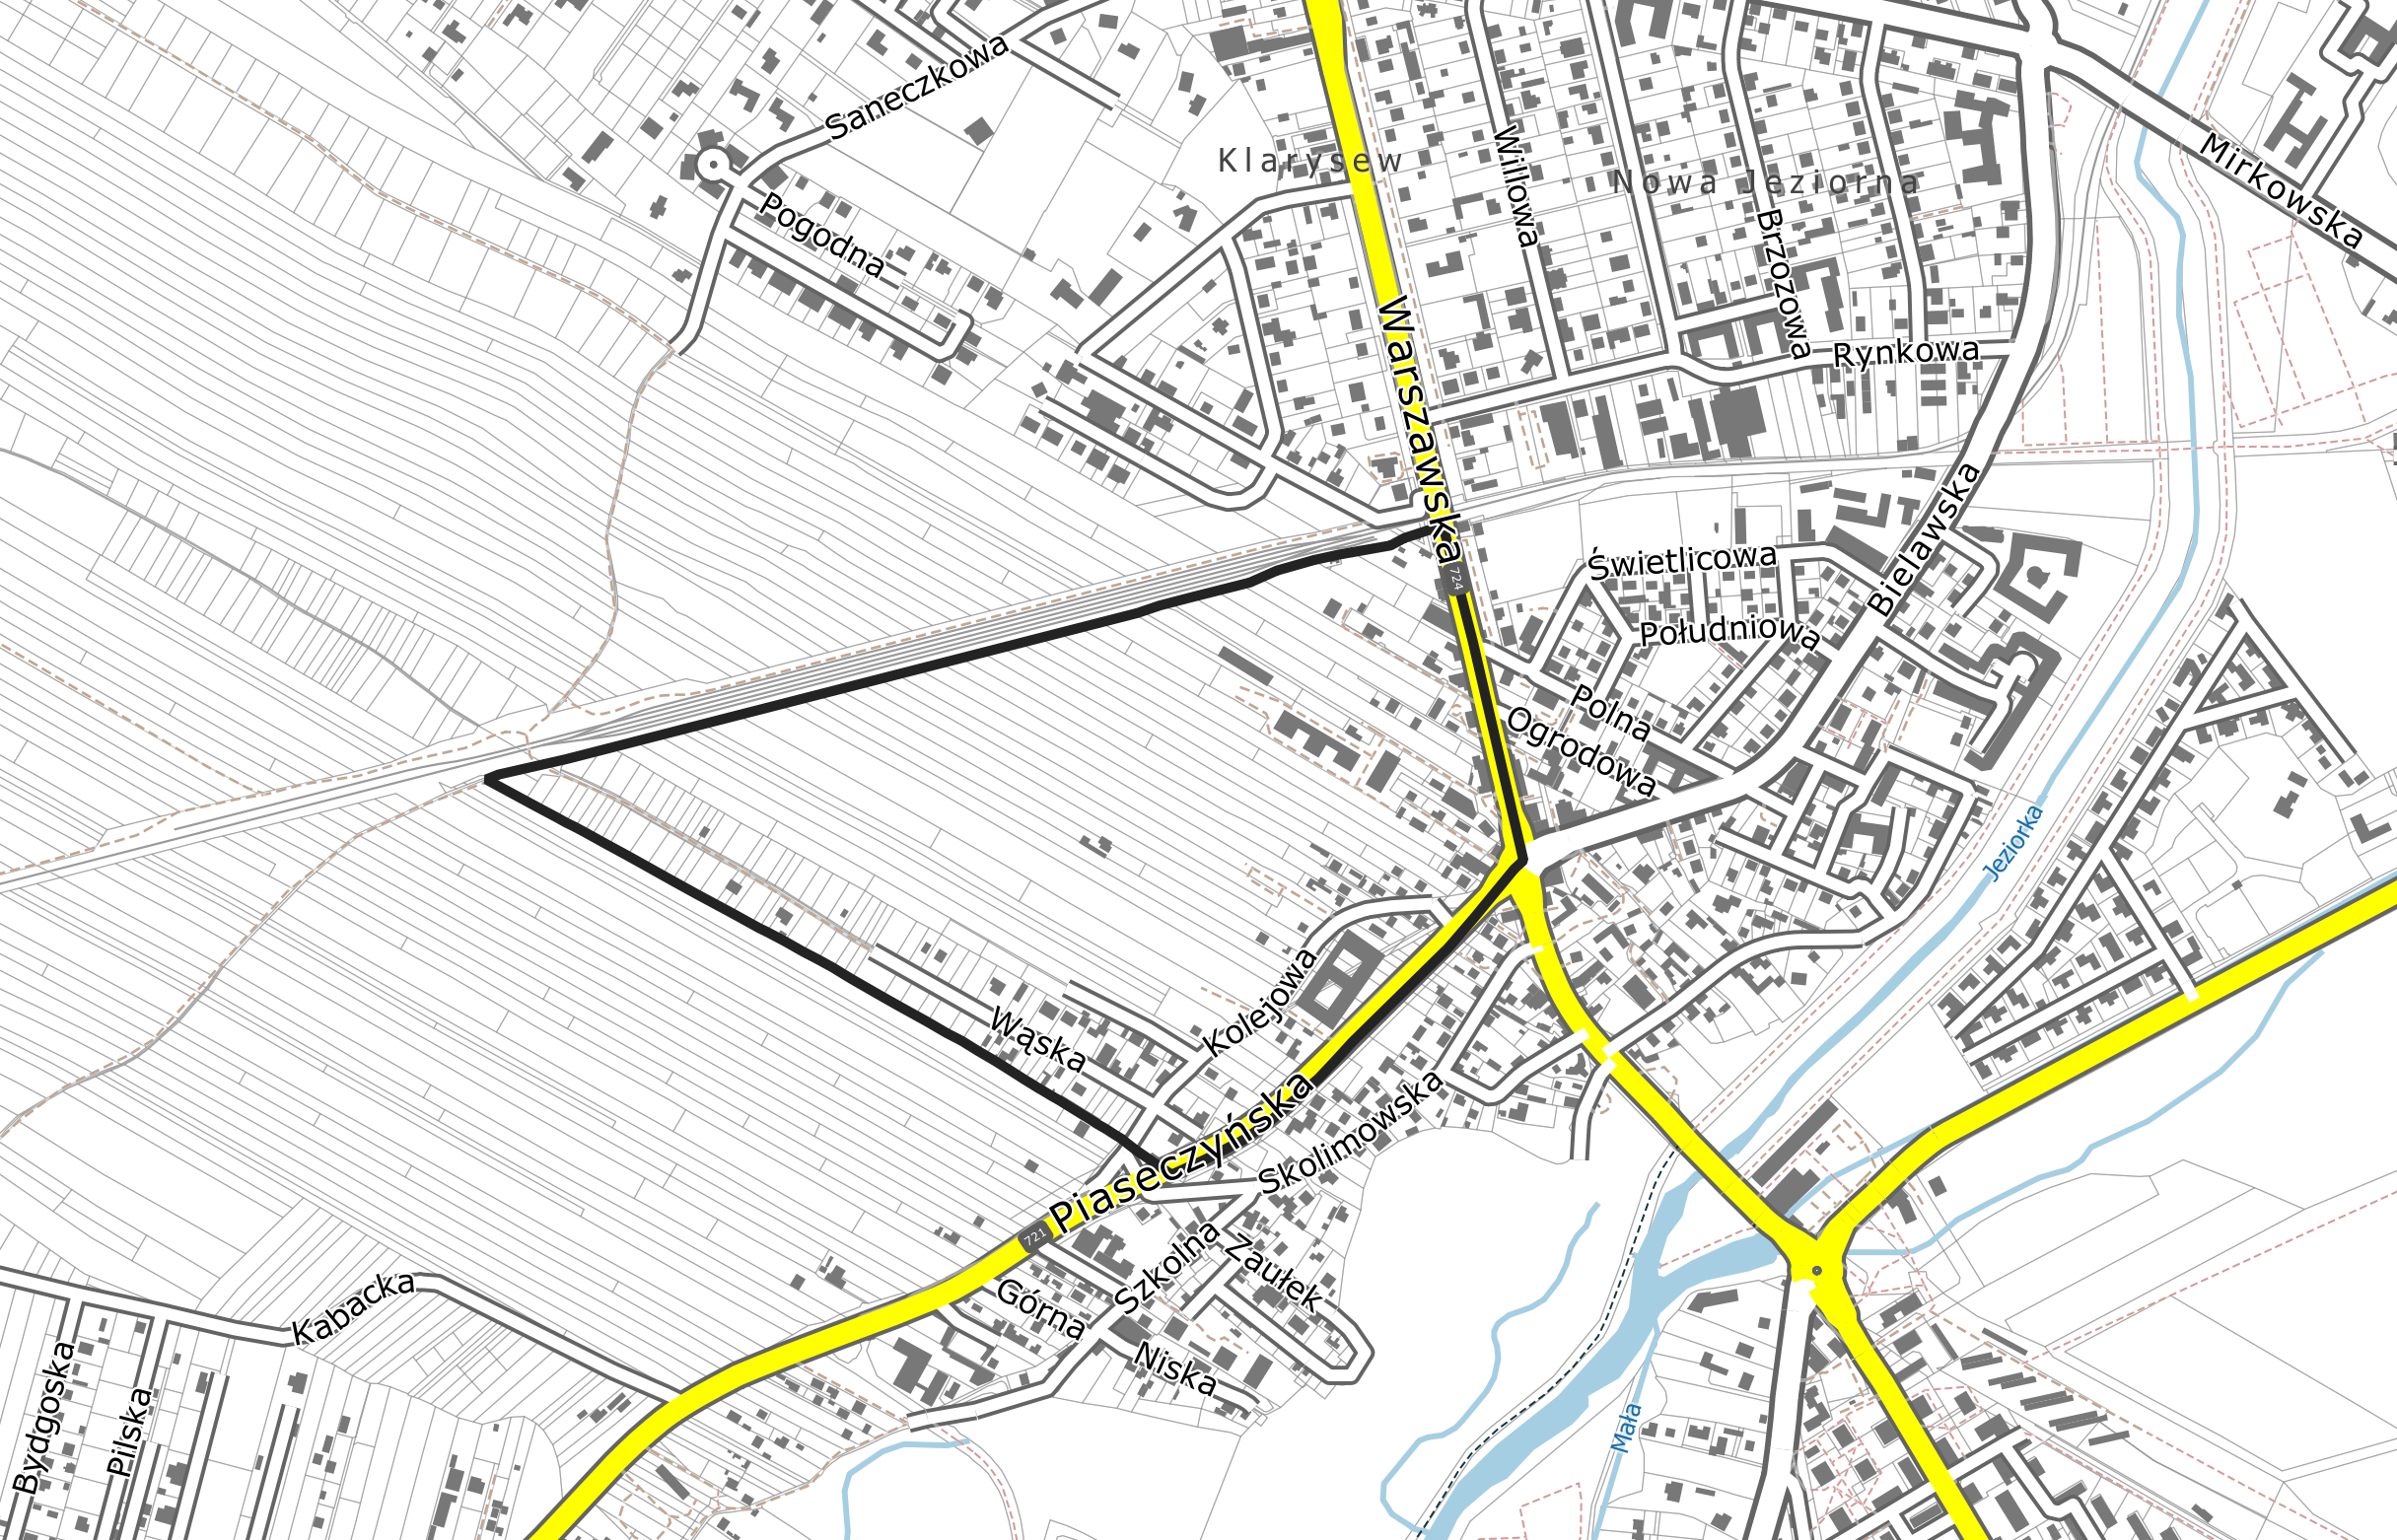 Saneczkowa
Pogodna
Klarysew
Willowa
Nowa Jeziorna
Mirkowska
Brzozowa
Warszawska
Rynkowa
Bielawska
724
Świetlicowa
Południowa
Polna
Ogrodowa
Jeziorka
Kolejowa
Wąska
Piaseczyńska
Skolimowska
721
Szkolna
Zaułek
Górna
Niska
Kabacka
Bydgoska
Pilska
Mała